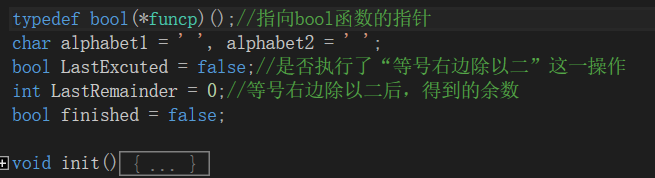 typedef bool(*funcp)();//指向bool函数的指针
char alphabet1 = ' ', alphabet2 = ' ';
bool LastExcuted = false;//是否执行了“等号右边除以二”这一操作
int LastRemainder = 0;//等号右边除以二后，得到的余数
bool finished = false;
void init(){ ... }